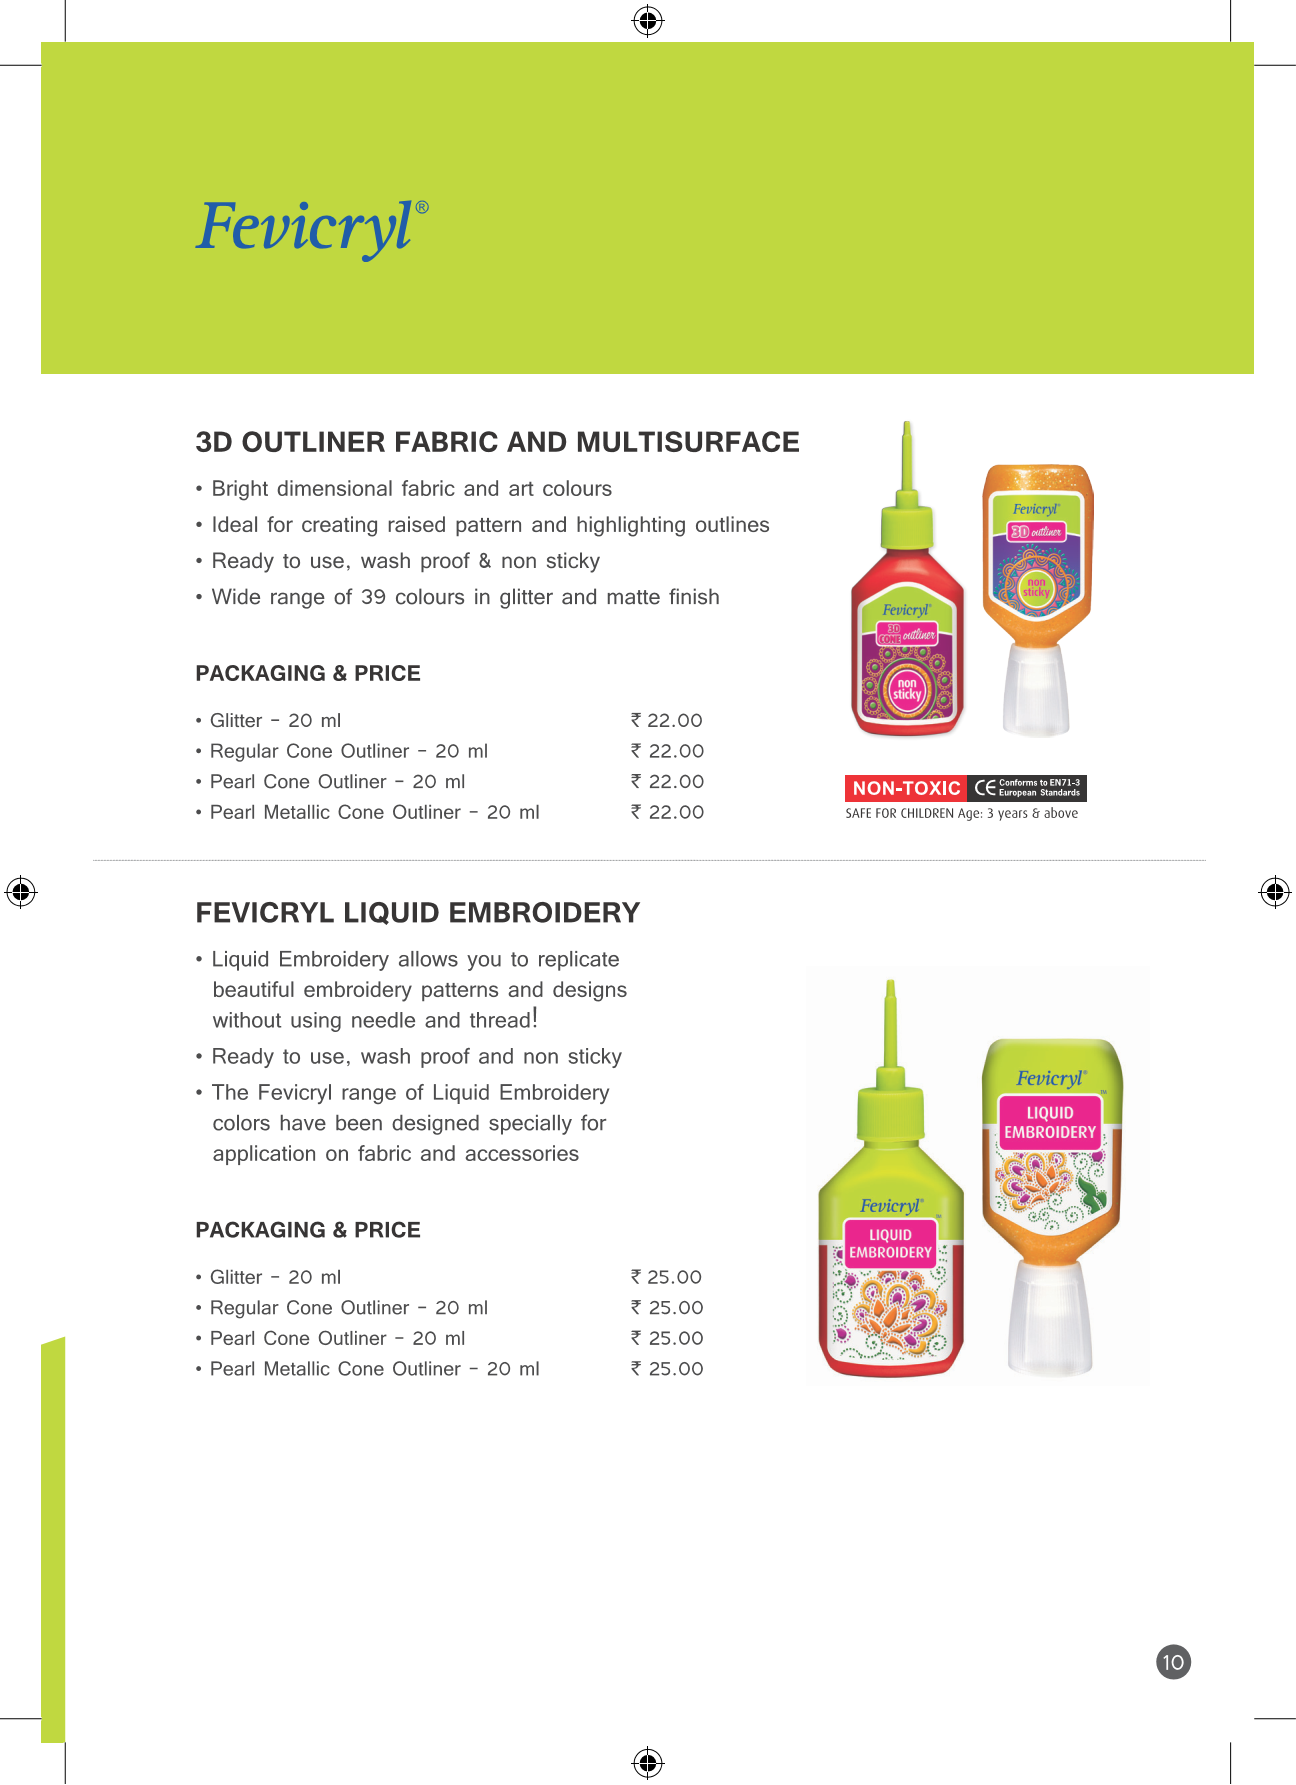 Fevicryl®
3D OUTLINER FABRIC AND MULTISURFACE
• Bright dimensional fabric and art colours
• Ideal for creating raised pattern and highlighting outlines
• Ready to use, wash proof & non sticky
• Wide range of 39 colours in glitter and matte finish
PACKAGING & PRICE
• Glitter - 20 ml ₹ 22.00
• Regular Cone Outliner - 20 ml ₹ 22.00
• Pearl Cone Outliner - 20 ml ₹ 22.00
• Pearl Metallic Cone Outliner - 20 ml ₹ 22.00
Fevicryl®
3D
CONE outliner
non
sticky
Fevicryl®
3D outliner
non
sticky
NON-TOXIC CE Conforms to EN71-3
European Standards
SAFE FOR CHILDREN Age: 3 years & above
FEVICRYL LIQUID EMBROIDERY
• Liquid Embroidery allows you to replicate
beautiful embroidery patterns and designs
without using needle and thread!
• Ready to use, wash proof and non sticky
• The Fevicryl range of Liquid Embroidery
colors have been designed specially for
application on fabric and accessories
PACKAGING & PRICE
• Glitter - 20 ml ₹ 25.00
• Regular Cone Outliner - 20 ml ₹ 25.00
• Pearl Cone Outliner - 20 ml ₹ 25.00
• Pearl Metallic Cone Outliner - 20 ml ₹ 25.00
Fevicryl®
™
LIQUID
EMBROIDERY
Fevicryl®
™
LIQUID
EMBROIDERY
10